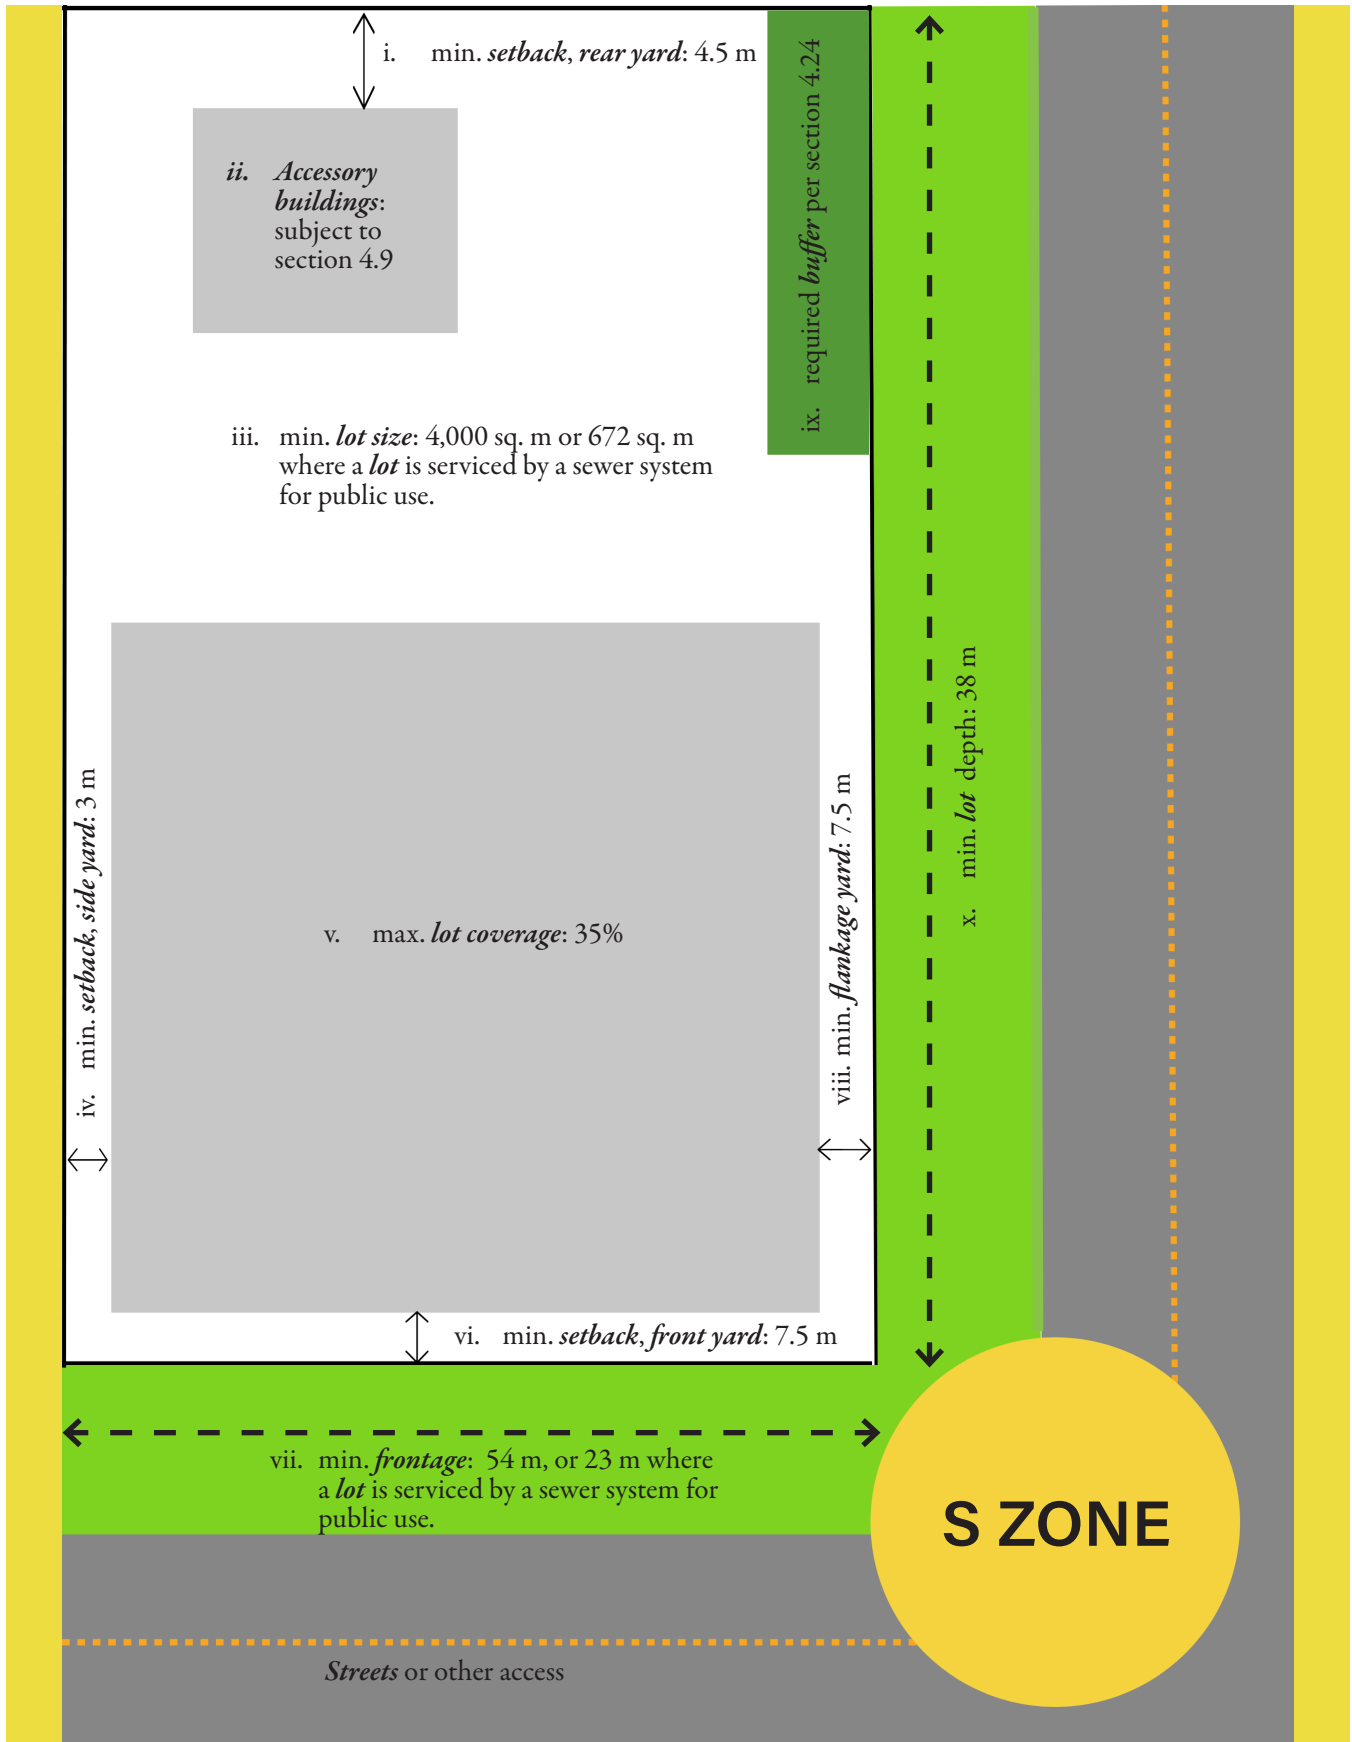 i. min. setback, rear yard: 4.5 m
ii. Accessory
buildings:
subject to
section 4.9
ix. required buffer per section 4.24
iii. min. lot size: 4,000 sq. m or 672 sq. m
where a lot is serviced by a sewer system
for public use.
x. min. lot depth: 38 m
iv. min. setback, side yard: 3 m
v. max. lot coverage: 35%
viii. min. flankage yard: 7.5 m
vi. min. setback, front yard: 7.5 m
vii. min. frontage: 54 m, or 23 m where
a lot is serviced by a sewer system for
public use.
S ZONE
Streets or other access